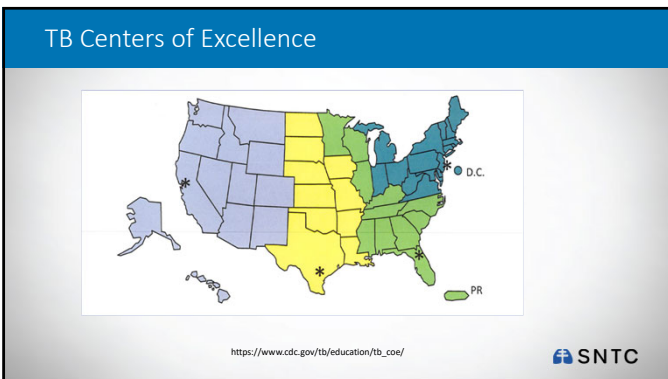 TB Centers of Excellence
*
*
D.C.
*
*
PR
https://www.cdc.gov/tb/education/tb_coe/
SNTC